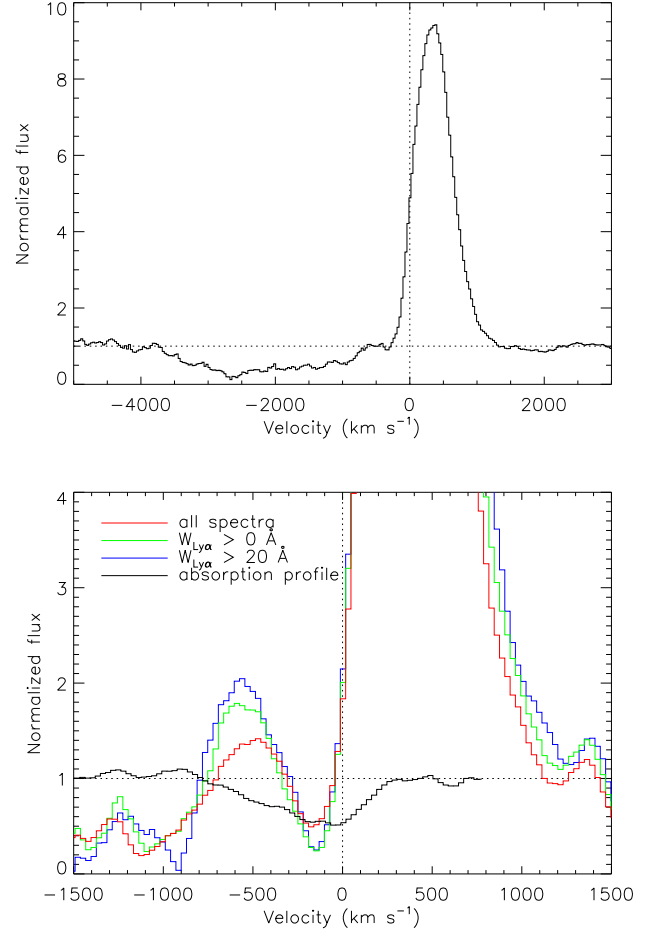 10
8
6
4
2
0
Normalized flux
−4000 −2000 0 2000
Velocity (km s⁻¹)
4
3
2
1
0
Normalized flux
all spectra
W_Lyα > 0 Å
W_Lyα > 20 Å
absorption profile
−1500 −1000 −500 0 500 1000 1500
Velocity (km s⁻¹)